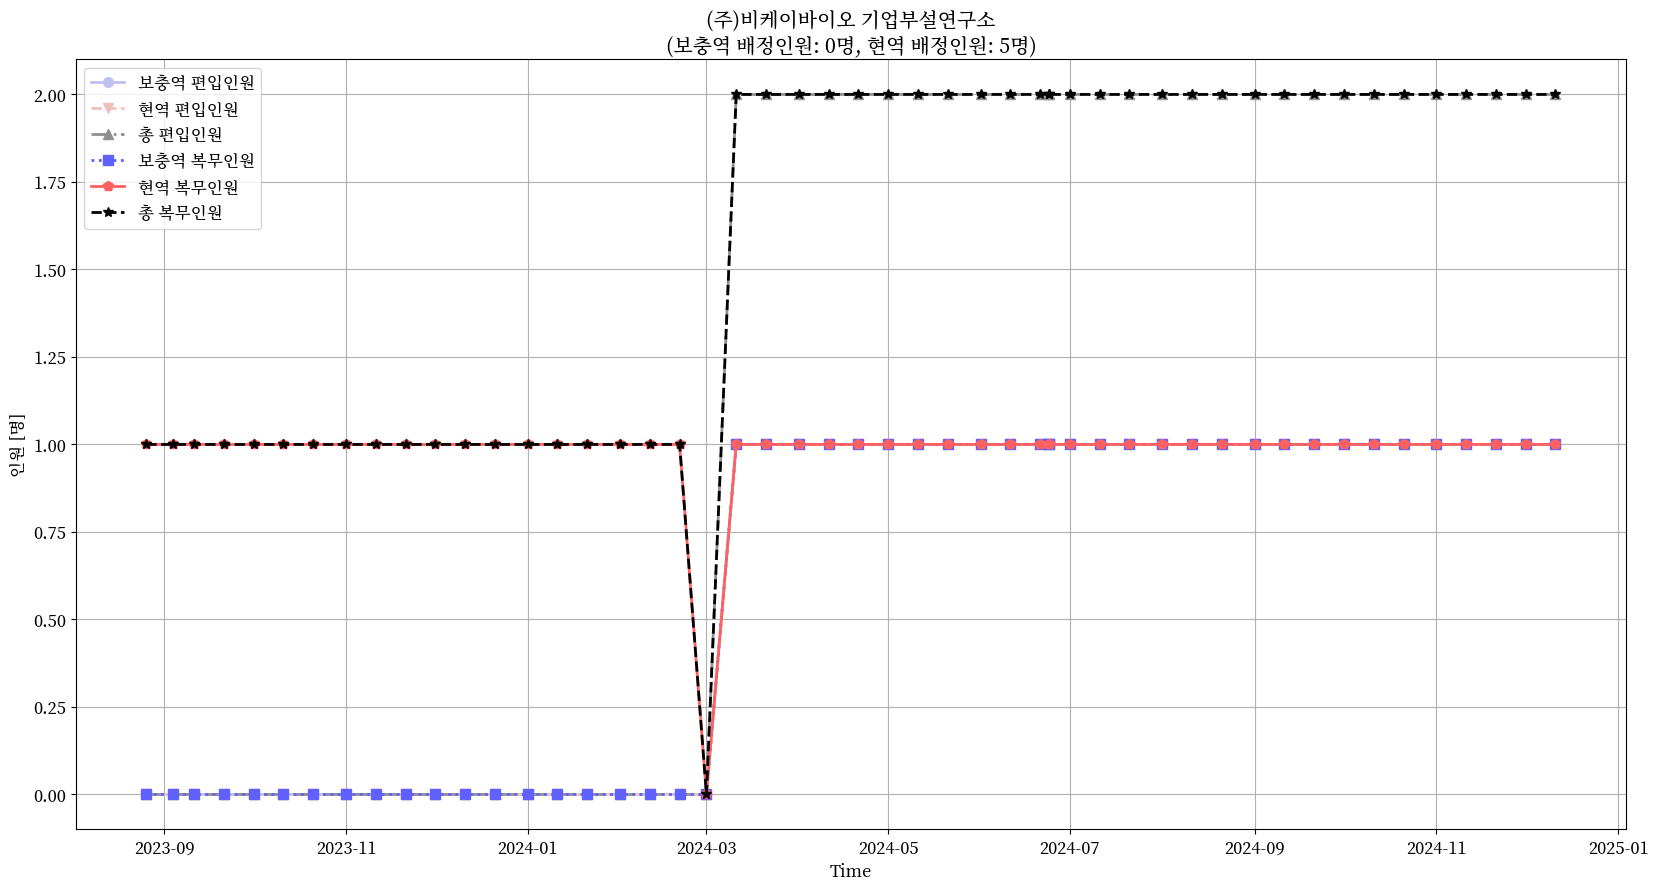 (주)비케이바이오 기업부설연구소
(보충역 배정인원: 0명, 현역 배정인원: 5명)
보충역 편입인원
현역 편입인원
총 편입인원
보충역 복무인원
현역 복무인원
총 복무인원
2.00
1.75
1.50
1.25
1.00
0.75
0.50
0.25
0.00
인원 [명]
2023-09
2023-11
2024-01
2024-03
2024-05
2024-07
2024-09
2024-11
2025-01
Time